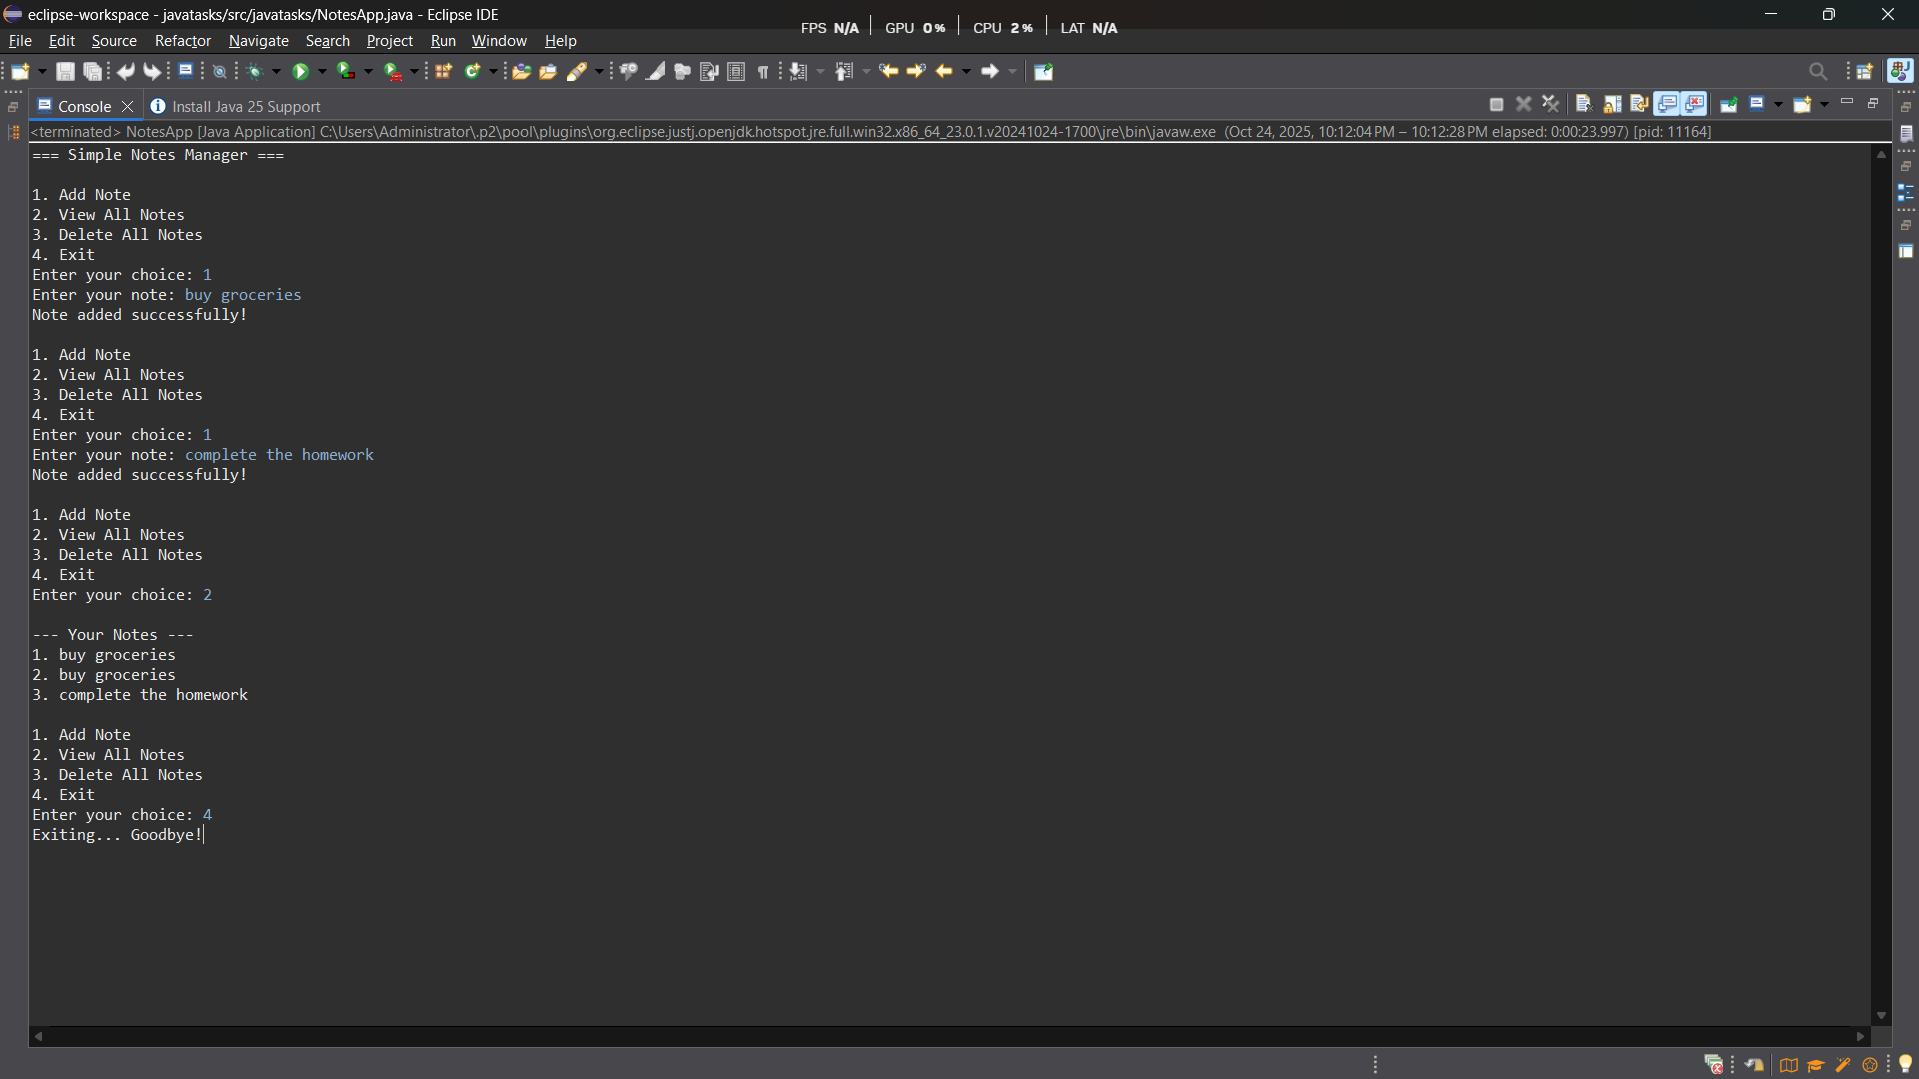 eclipse-workspace - javatasks/src/javatasks/NotesApp.java - Eclipse IDE
FPS N/A GPU 0% CPU 2% LAT N/A
File Edit Source Refactor Navigate Search Project Run Window Help
Console Install Java 25 Support
<terminated> NotesApp [Java Application] C:\Users\Administrator\.p2\pool\plugins\org.eclipse.justj.openjdk.hotspot.jre.full.win32.x86_64_23.0.1.v20241024-1700\jre\bin\javaw.exe (Oct 24, 2025, 10:12:04 PM – 10:12:28 PM elapsed: 0:00:23.997) [pid: 11164]
=== Simple Notes Manager ===
1. Add Note
2. View All Notes
3. Delete All Notes
4. Exit
Enter your choice: 1
Enter your note: buy groceries
Note added successfully!
1. Add Note
2. View All Notes
3. Delete All Notes
4. Exit
Enter your choice: 1
Enter your note: complete the homework
Note added successfully!
1. Add Note
2. View All Notes
3. Delete All Notes
4. Exit
Enter your choice: 2
--- Your Notes ---
1. buy groceries
2. buy groceries
3. complete the homework
1. Add Note
2. View All Notes
3. Delete All Notes
4. Exit
Enter your choice: 4
Exiting... Goodbye!